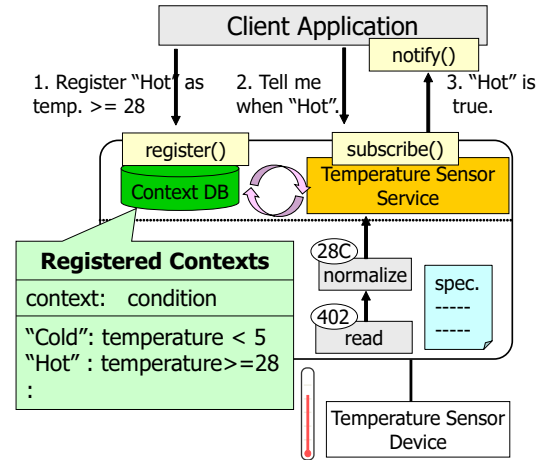 Client Application
notify()
1. Register “Hot” as
temp. >= 28
2. Tell me
when “Hot”.
3. “Hot” is
true.
register()
subscribe()
Context DB
Temperature Sensor
Service
Registered Contexts
context: condition
“Cold”: temperature < 5
“Hot” : temperature>=28
:
28C
normalize
402
read
spec.
-----
-----
Temperature Sensor
Device